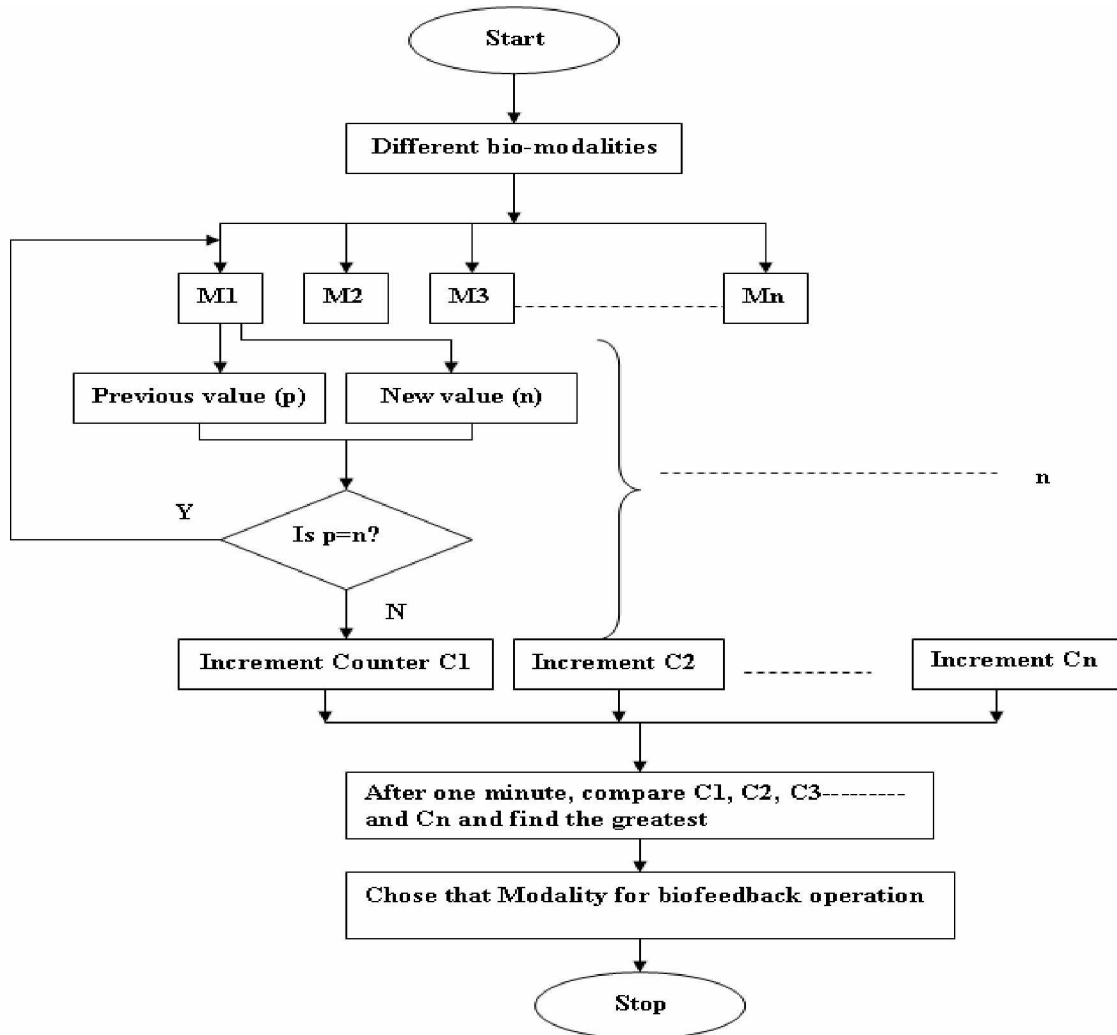 Start
Different bio-modalities
M1
M2
M3
Mn
Previous value (p)
New value (n)
n
Y
Is p=n?
N
Increment Counter C1
Increment C2
Increment Cn
After one minute, compare C1, C2, C3---------
and Cn and find the greatest
Chose that Modality for biofeedback operation
Stop